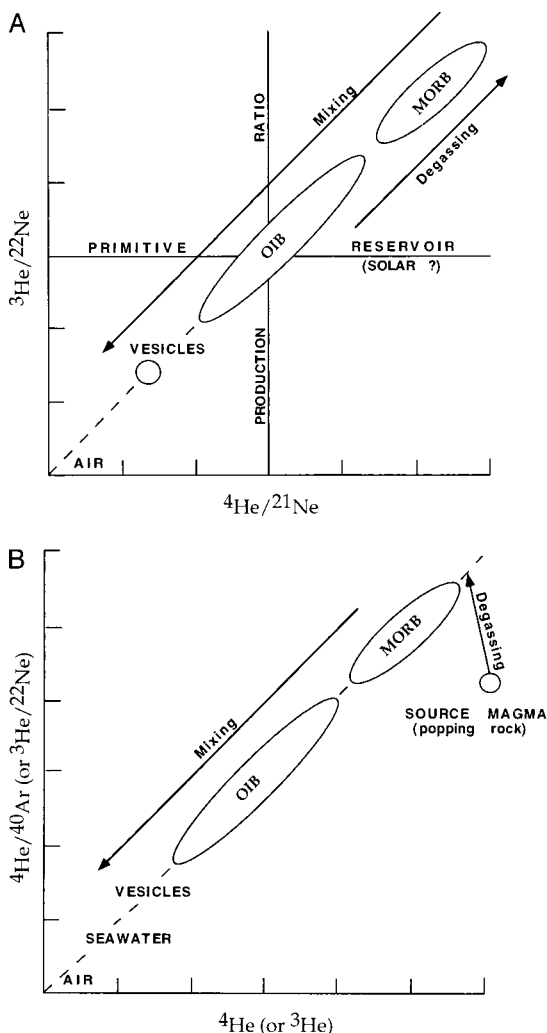 A
Mixing
MORB
RATIO
Degassing
³He/²²Ne
PRIMITIVE
OIB
RESERVOIR
(SOLAR ?)
VESICLES
PRODUCTION
AIR
⁴He/²¹Ne
B
MORB
Degassing
Mixing
SOURCE MAGMA
(popping rock)
⁴He/⁴⁰Ar (or ³He/²²Ne)
OIB
VESICLES
SEAWATER
AIR
⁴He (or ³He)